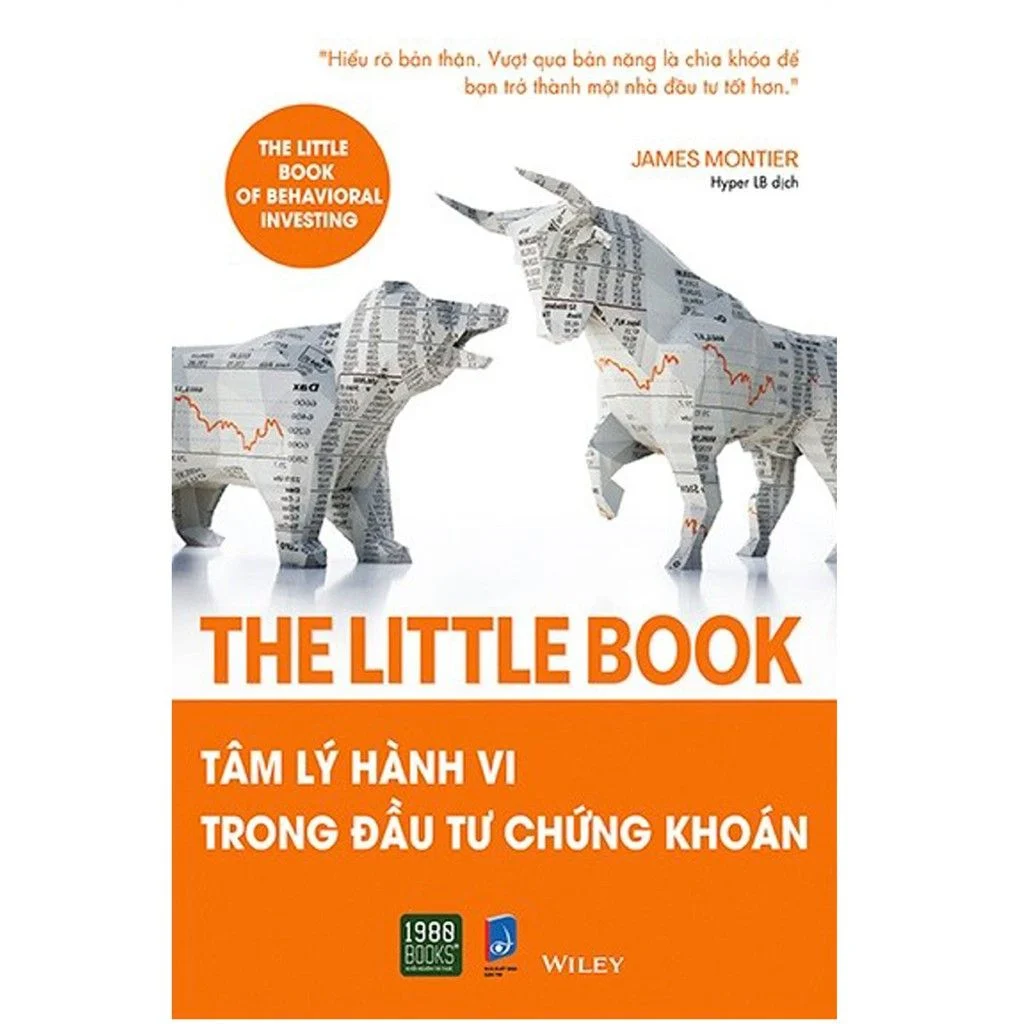 "Hiểu rõ bản thân. Vượt qua bản năng là chìa khóa để
bạn trở thành một nhà đầu tư tốt hơn."
JAMES MONTIER
Hyper LB dịch
THE LITTLE
BOOK
OF BEHAVIORAL
INVESTING
Dax
6000
THE LITTLE BOOK
TÂM LÝ HÀNH VI
TRONG ĐẦU TƯ CHỨNG KHOÁN
1980
BOOKS
WILEY